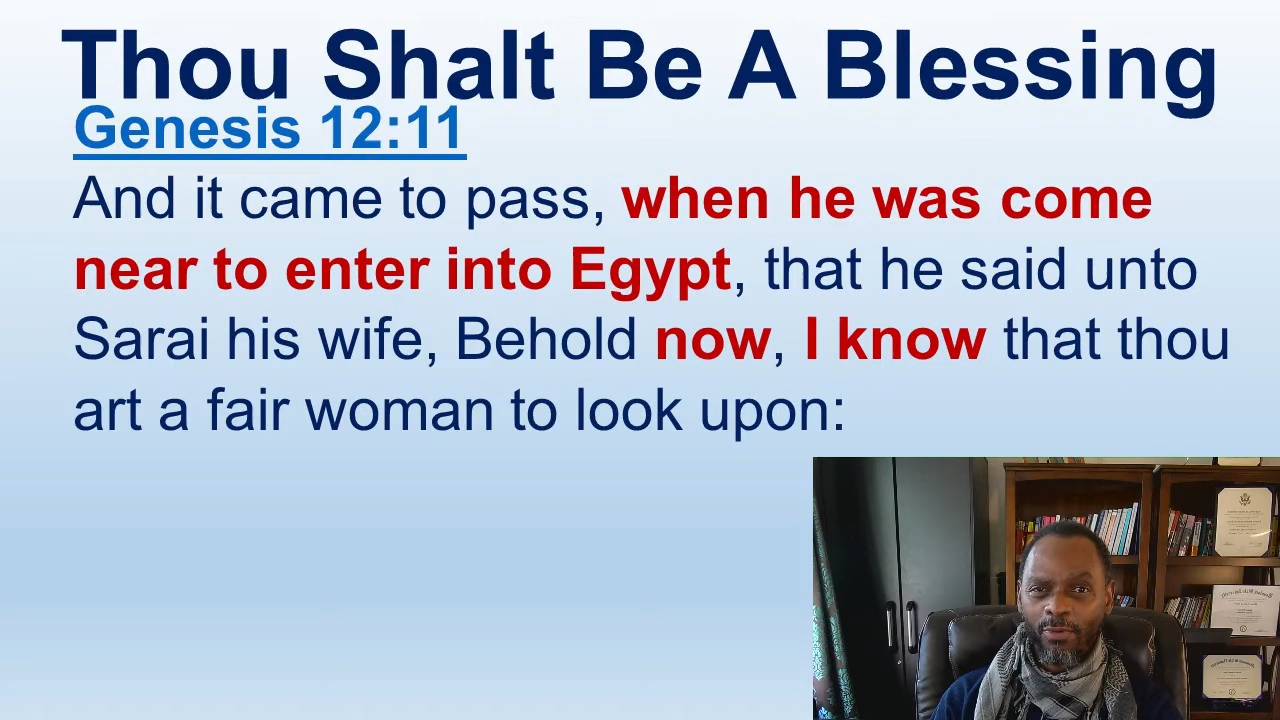 Thou Shalt Be A Blessing
Genesis 12:11
And it came to pass, when he was come
near to enter into Egypt, that he said unto
Sarai his wife, Behold now, I know that thou
art a fair woman to look upon: